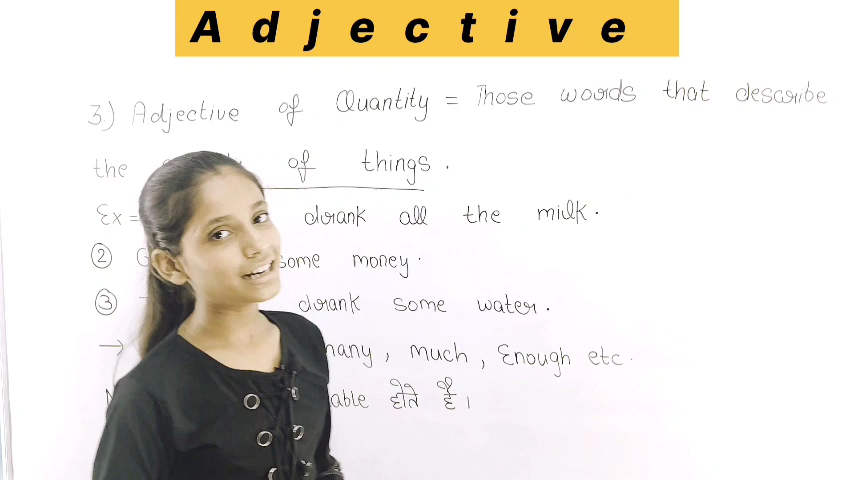 Adjective
3) Adjective of Quantity = Those words that describe
the of things.
Ex = drank all the milk.
② some money.
③ drank some water.
→ many, much, Enough etc.
होते है।